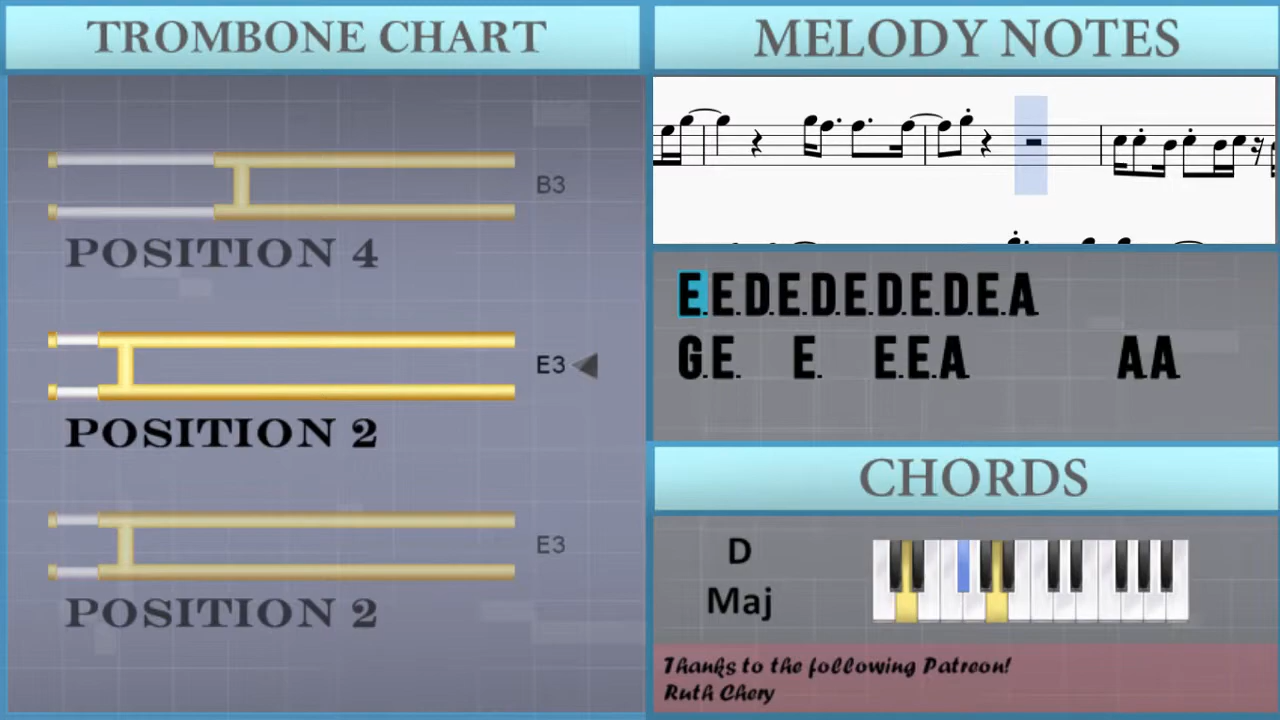 TROMBONE CHART
B3
POSITION 4
E3
POSITION 2
E3
POSITION 2
MELODY NOTES
E.E.D.E.D.E.D.E.D.E.A.
G.E. E. E.E.A. A.A.
CHORDS
D
Maj
Thanks to the following Patreon!
Ruth Chery